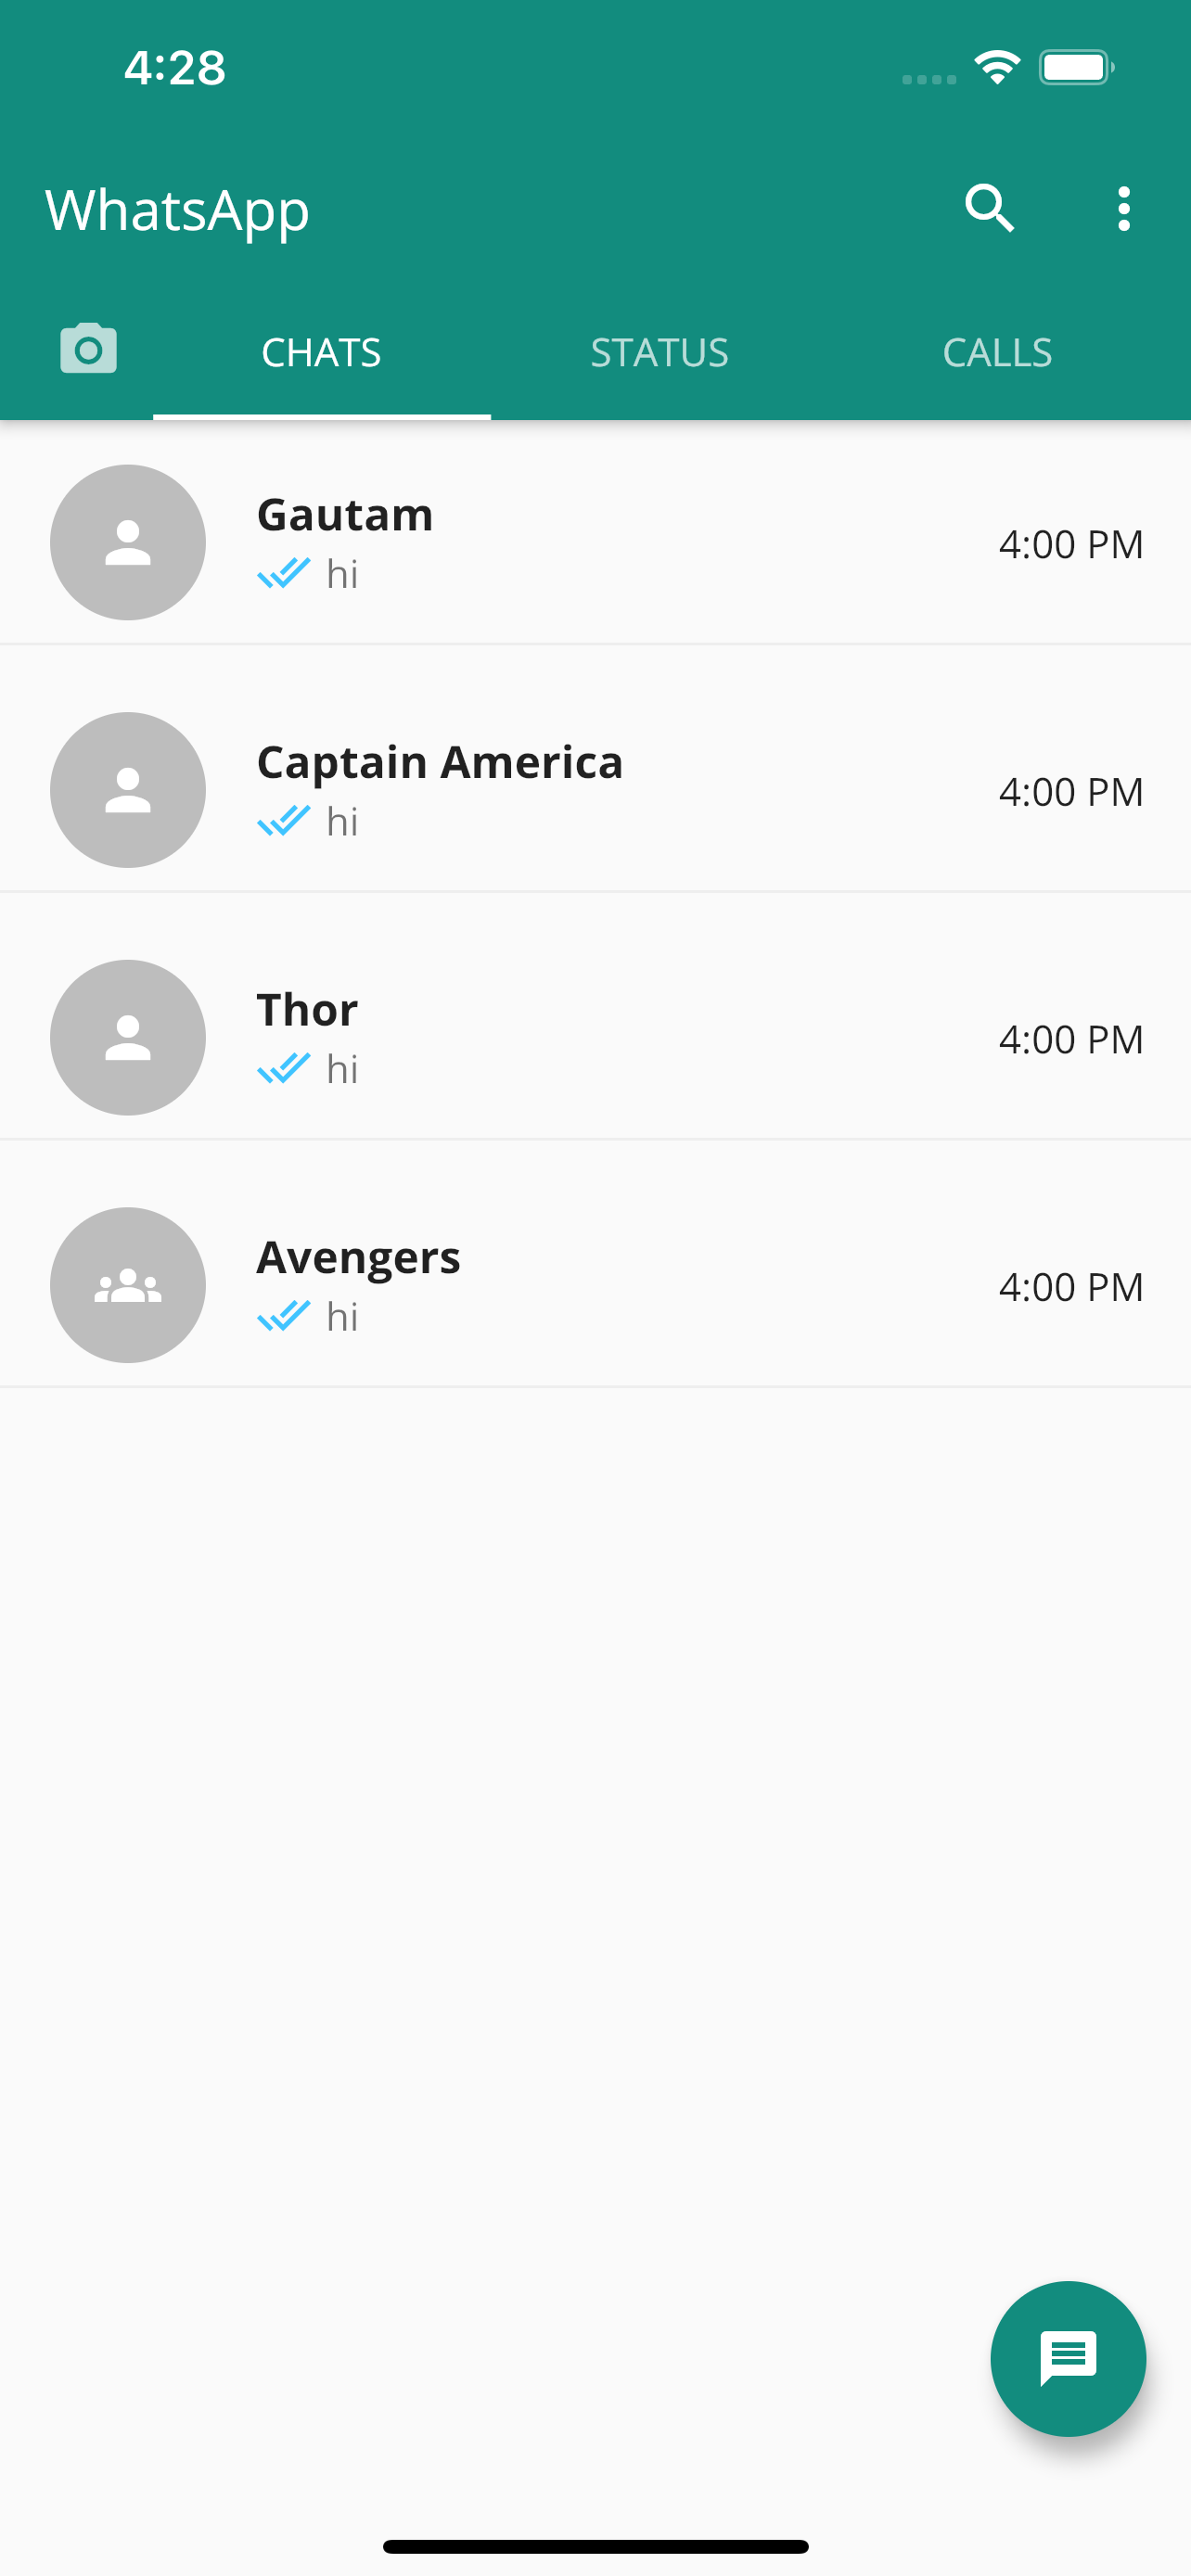 4:28
WhatsApp
CHATS STATUS CALLS
Gautam
hi
4:00 PM
Captain America
hi
4:00 PM
Thor
hi
4:00 PM
Avengers
hi
4:00 PM